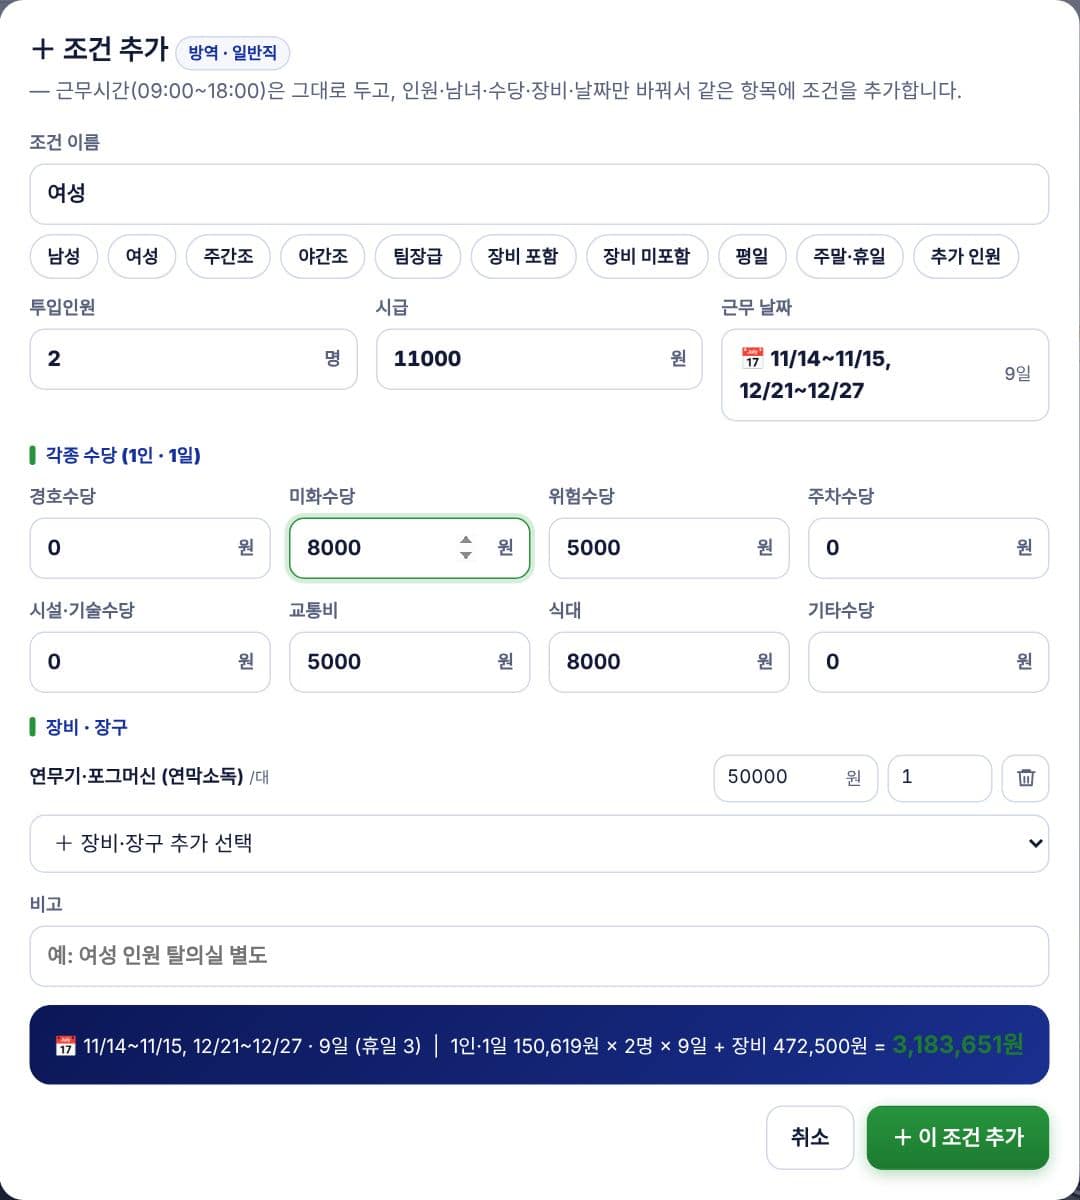 + 조건 추가 방역 · 일반직
— 근무시간(09:00~18:00)은 그대로 두고, 인원·남녀·수당·장비·날짜만 바꿔서 같은 항목에 조건을 추가합니다.
조건 이름
여성
남성 여성 주간조 야간조 팀장급 장비 포함 장비 미포함 평일 주말·휴일 추가 인원
투입인원 시급 근무 날짜
2 명 11000 원 📅 11/14~11/15,
12/21~12/27 9일
각종 수당 (1인 · 1일)
경호수당 미화수당 위험수당 주차수당
0 원 8000 원 5000 원 0 원
시설·기술수당 교통비 식대 기타수당
0 원 5000 원 8000 원 0 원
장비 · 장구
연무기·포그머신 (연막소독) /대 50000 원 1
+ 장비·장구 추가 선택
비고
예: 여성 인원 탈의실 별도
📅 11/14~11/15, 12/21~12/27 · 9일 (휴일 3) | 1인·1일 150,619원 × 2명 × 9일 + 장비 472,500원 = 3,183,651원
취소 + 이 조건 추가